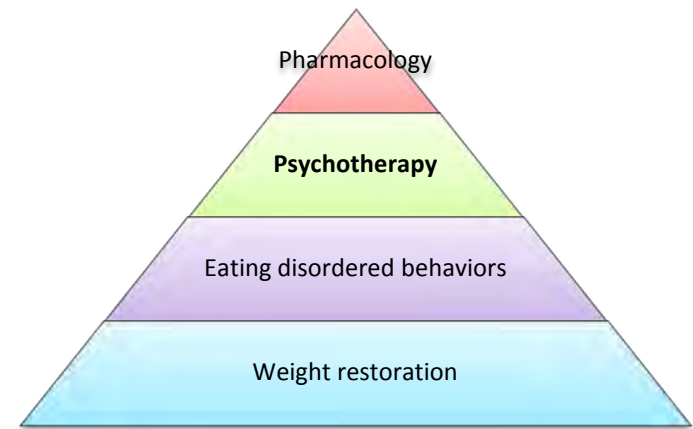 Pharmacology
Psychotherapy
Eating disordered behaviors
Weight restoration